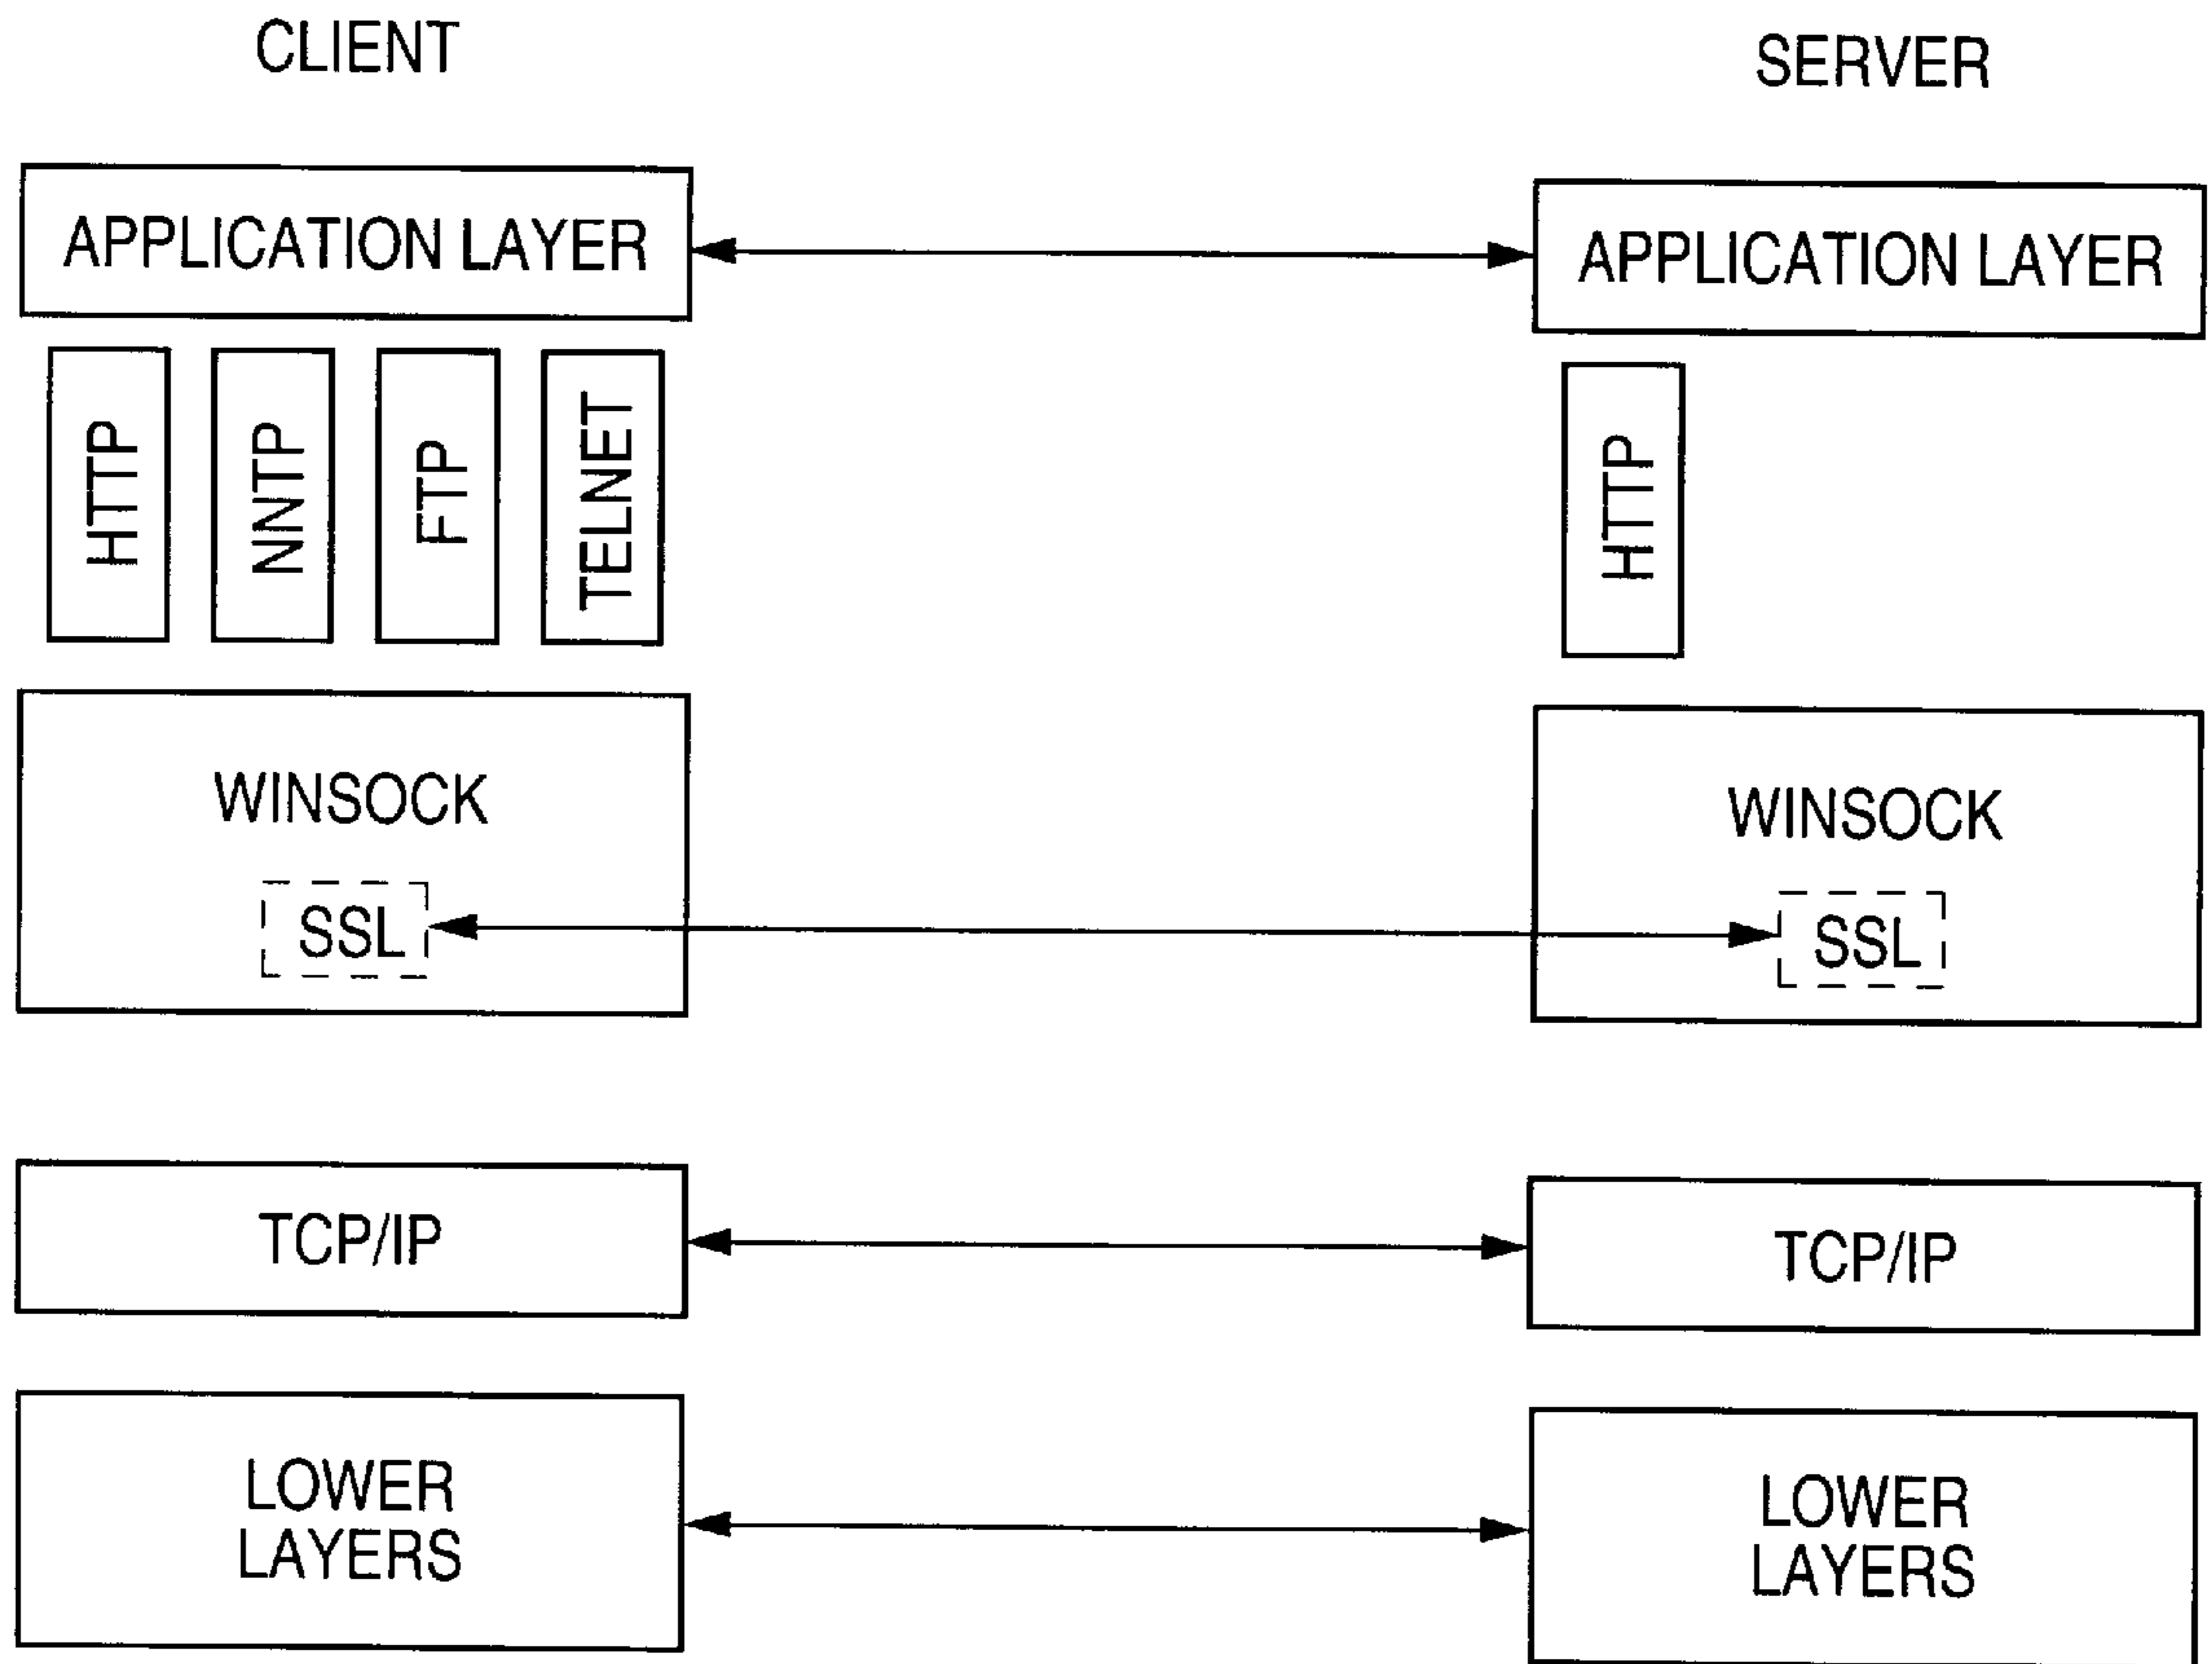 CLIENT
SERVER
APPLICATION LAYER
APPLICATION LAYER
HTTP
NNTP
FTP
TELNET
HTTP
WINSOCK
WINSOCK
SSL
SSL
TCP/IP
TCP/IP
LOWER
LAYERS
LOWER
LAYERS